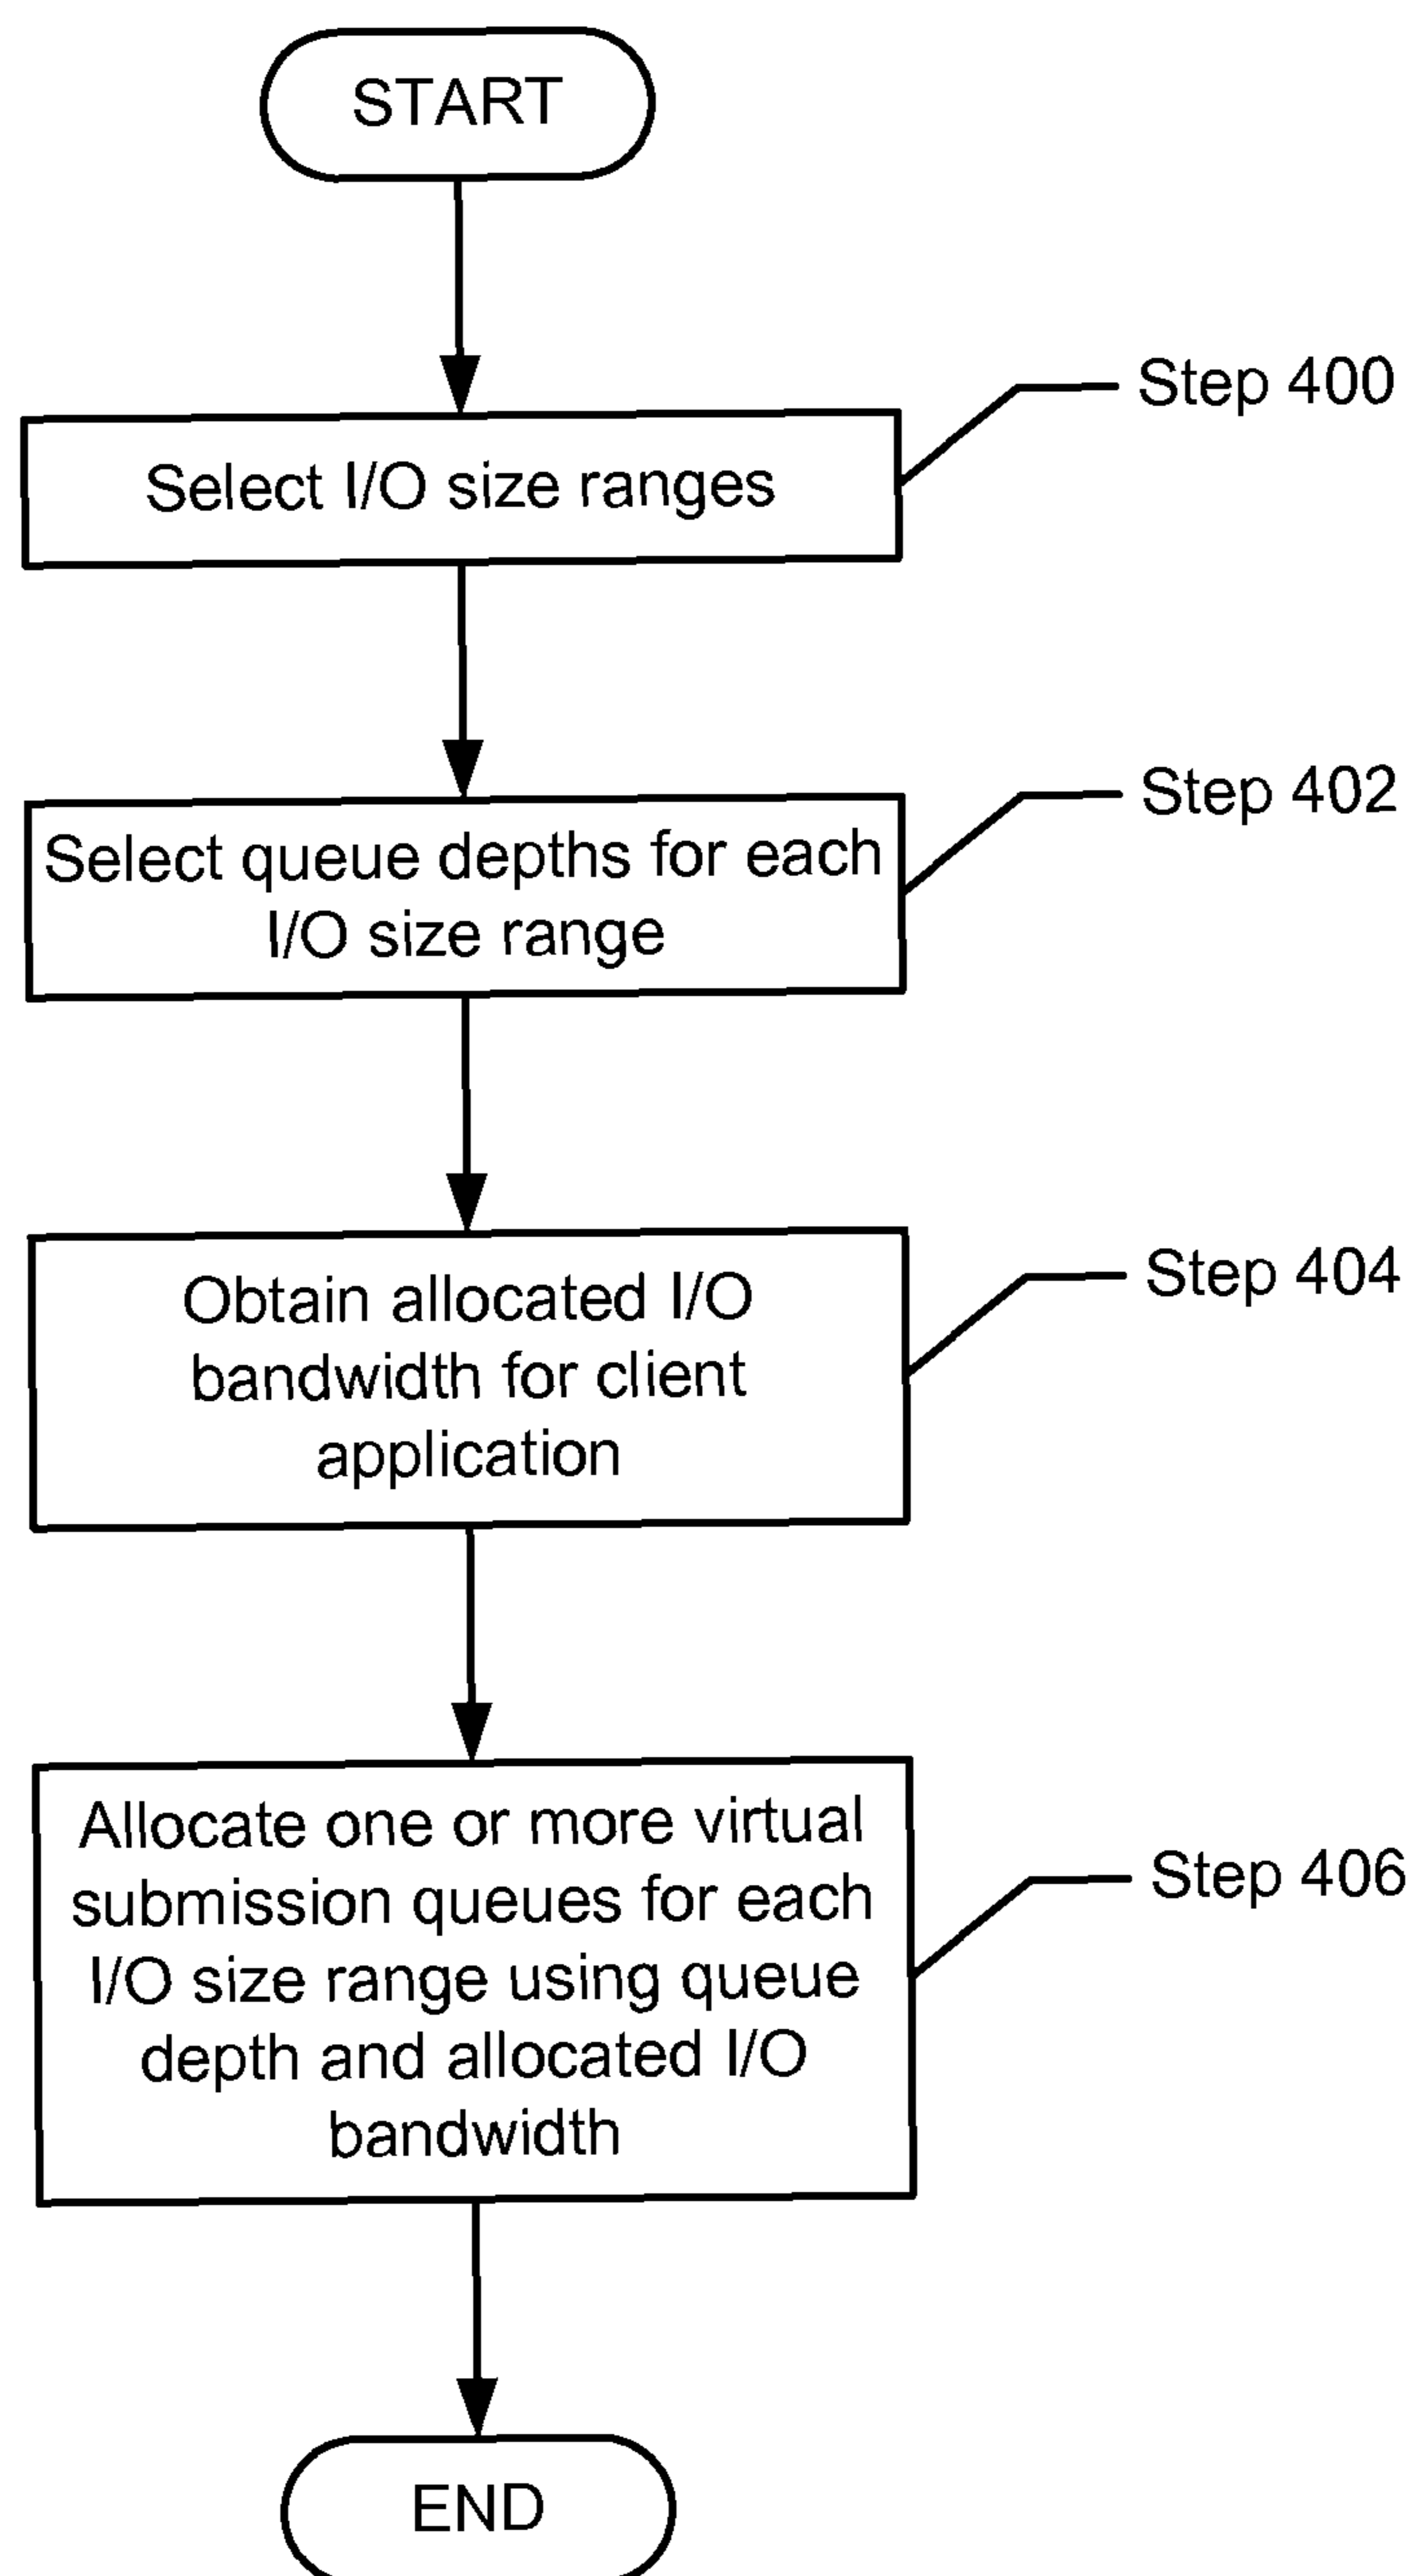 START
Step 400
Select I/O size ranges
Step 402
Select queue depths for each
I/O size range
Step 404
Obtain allocated I/O
bandwidth for client
application
Step 406
Allocate one or more virtual
submission queues for each
I/O size range using queue
depth and allocated I/O
bandwidth
END